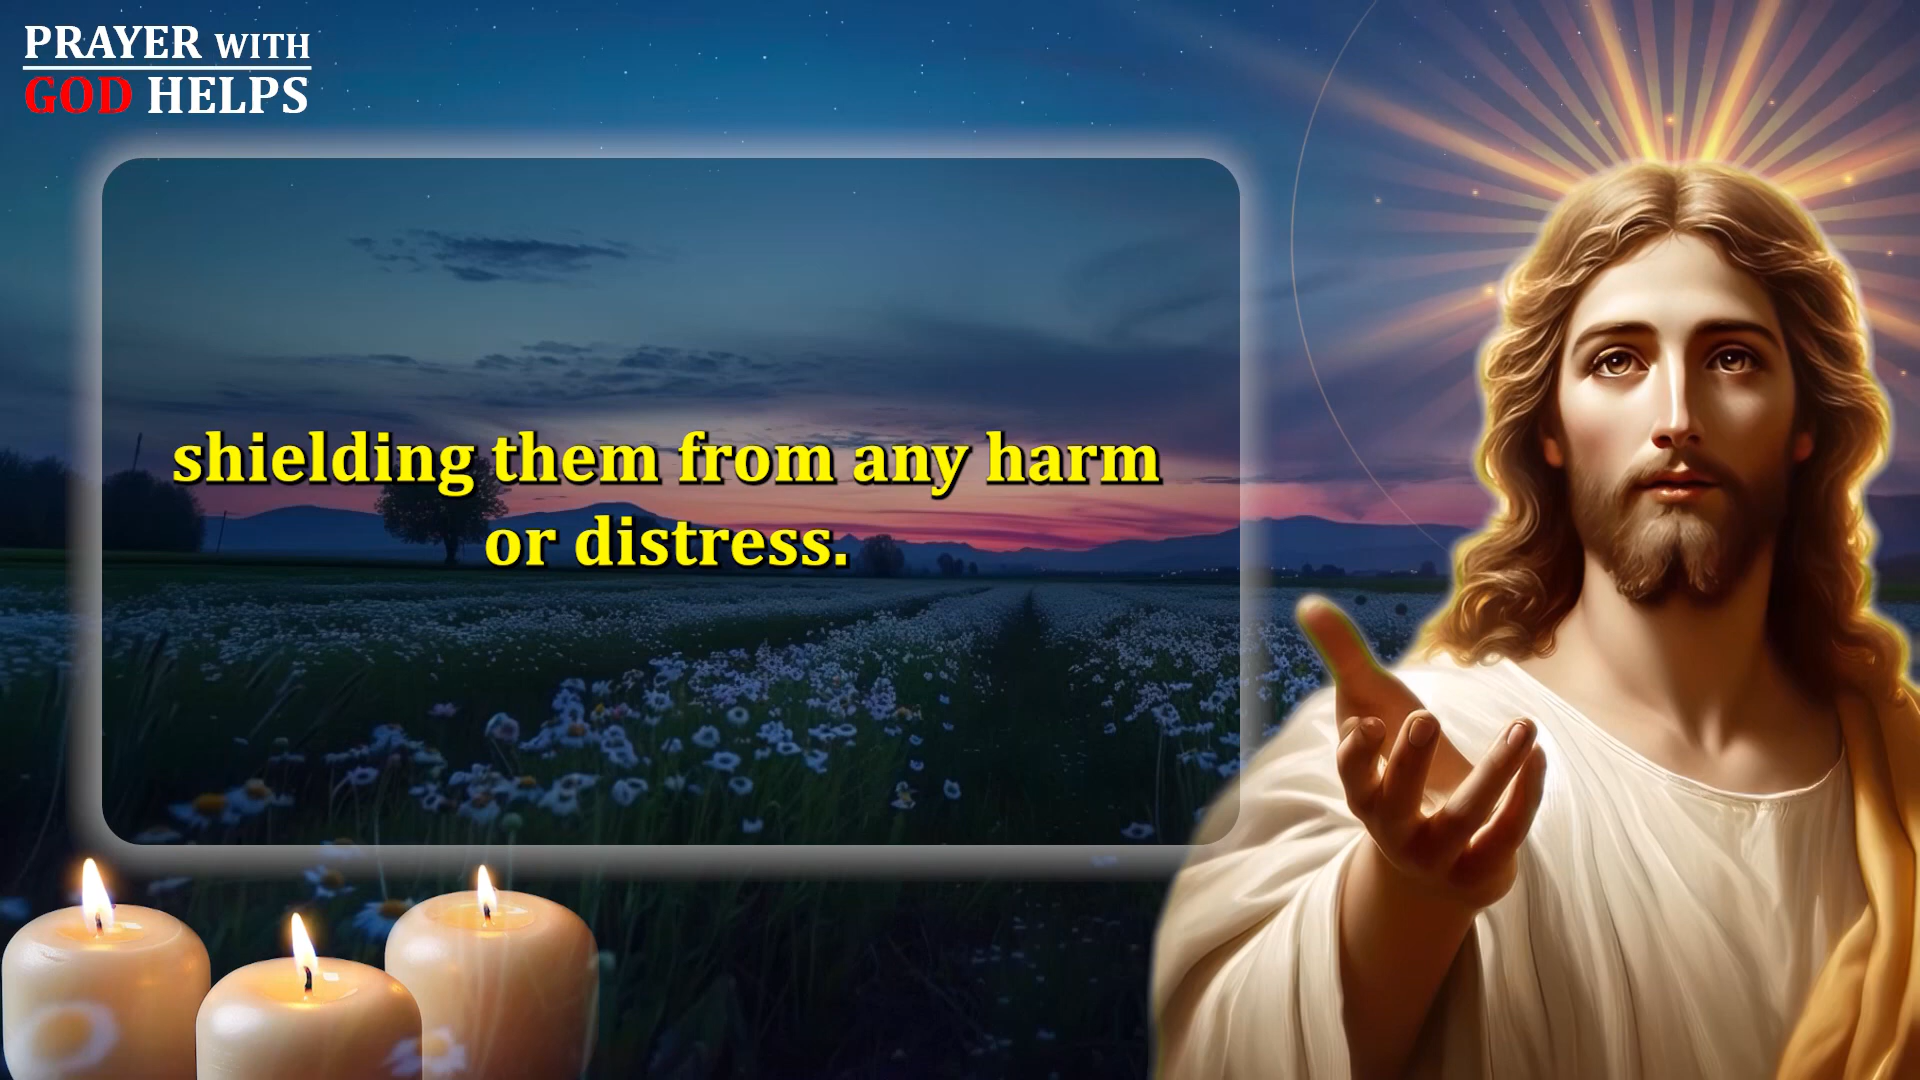 PRAYER WITH
GOD HELPS
shielding them from any harm
or distress.